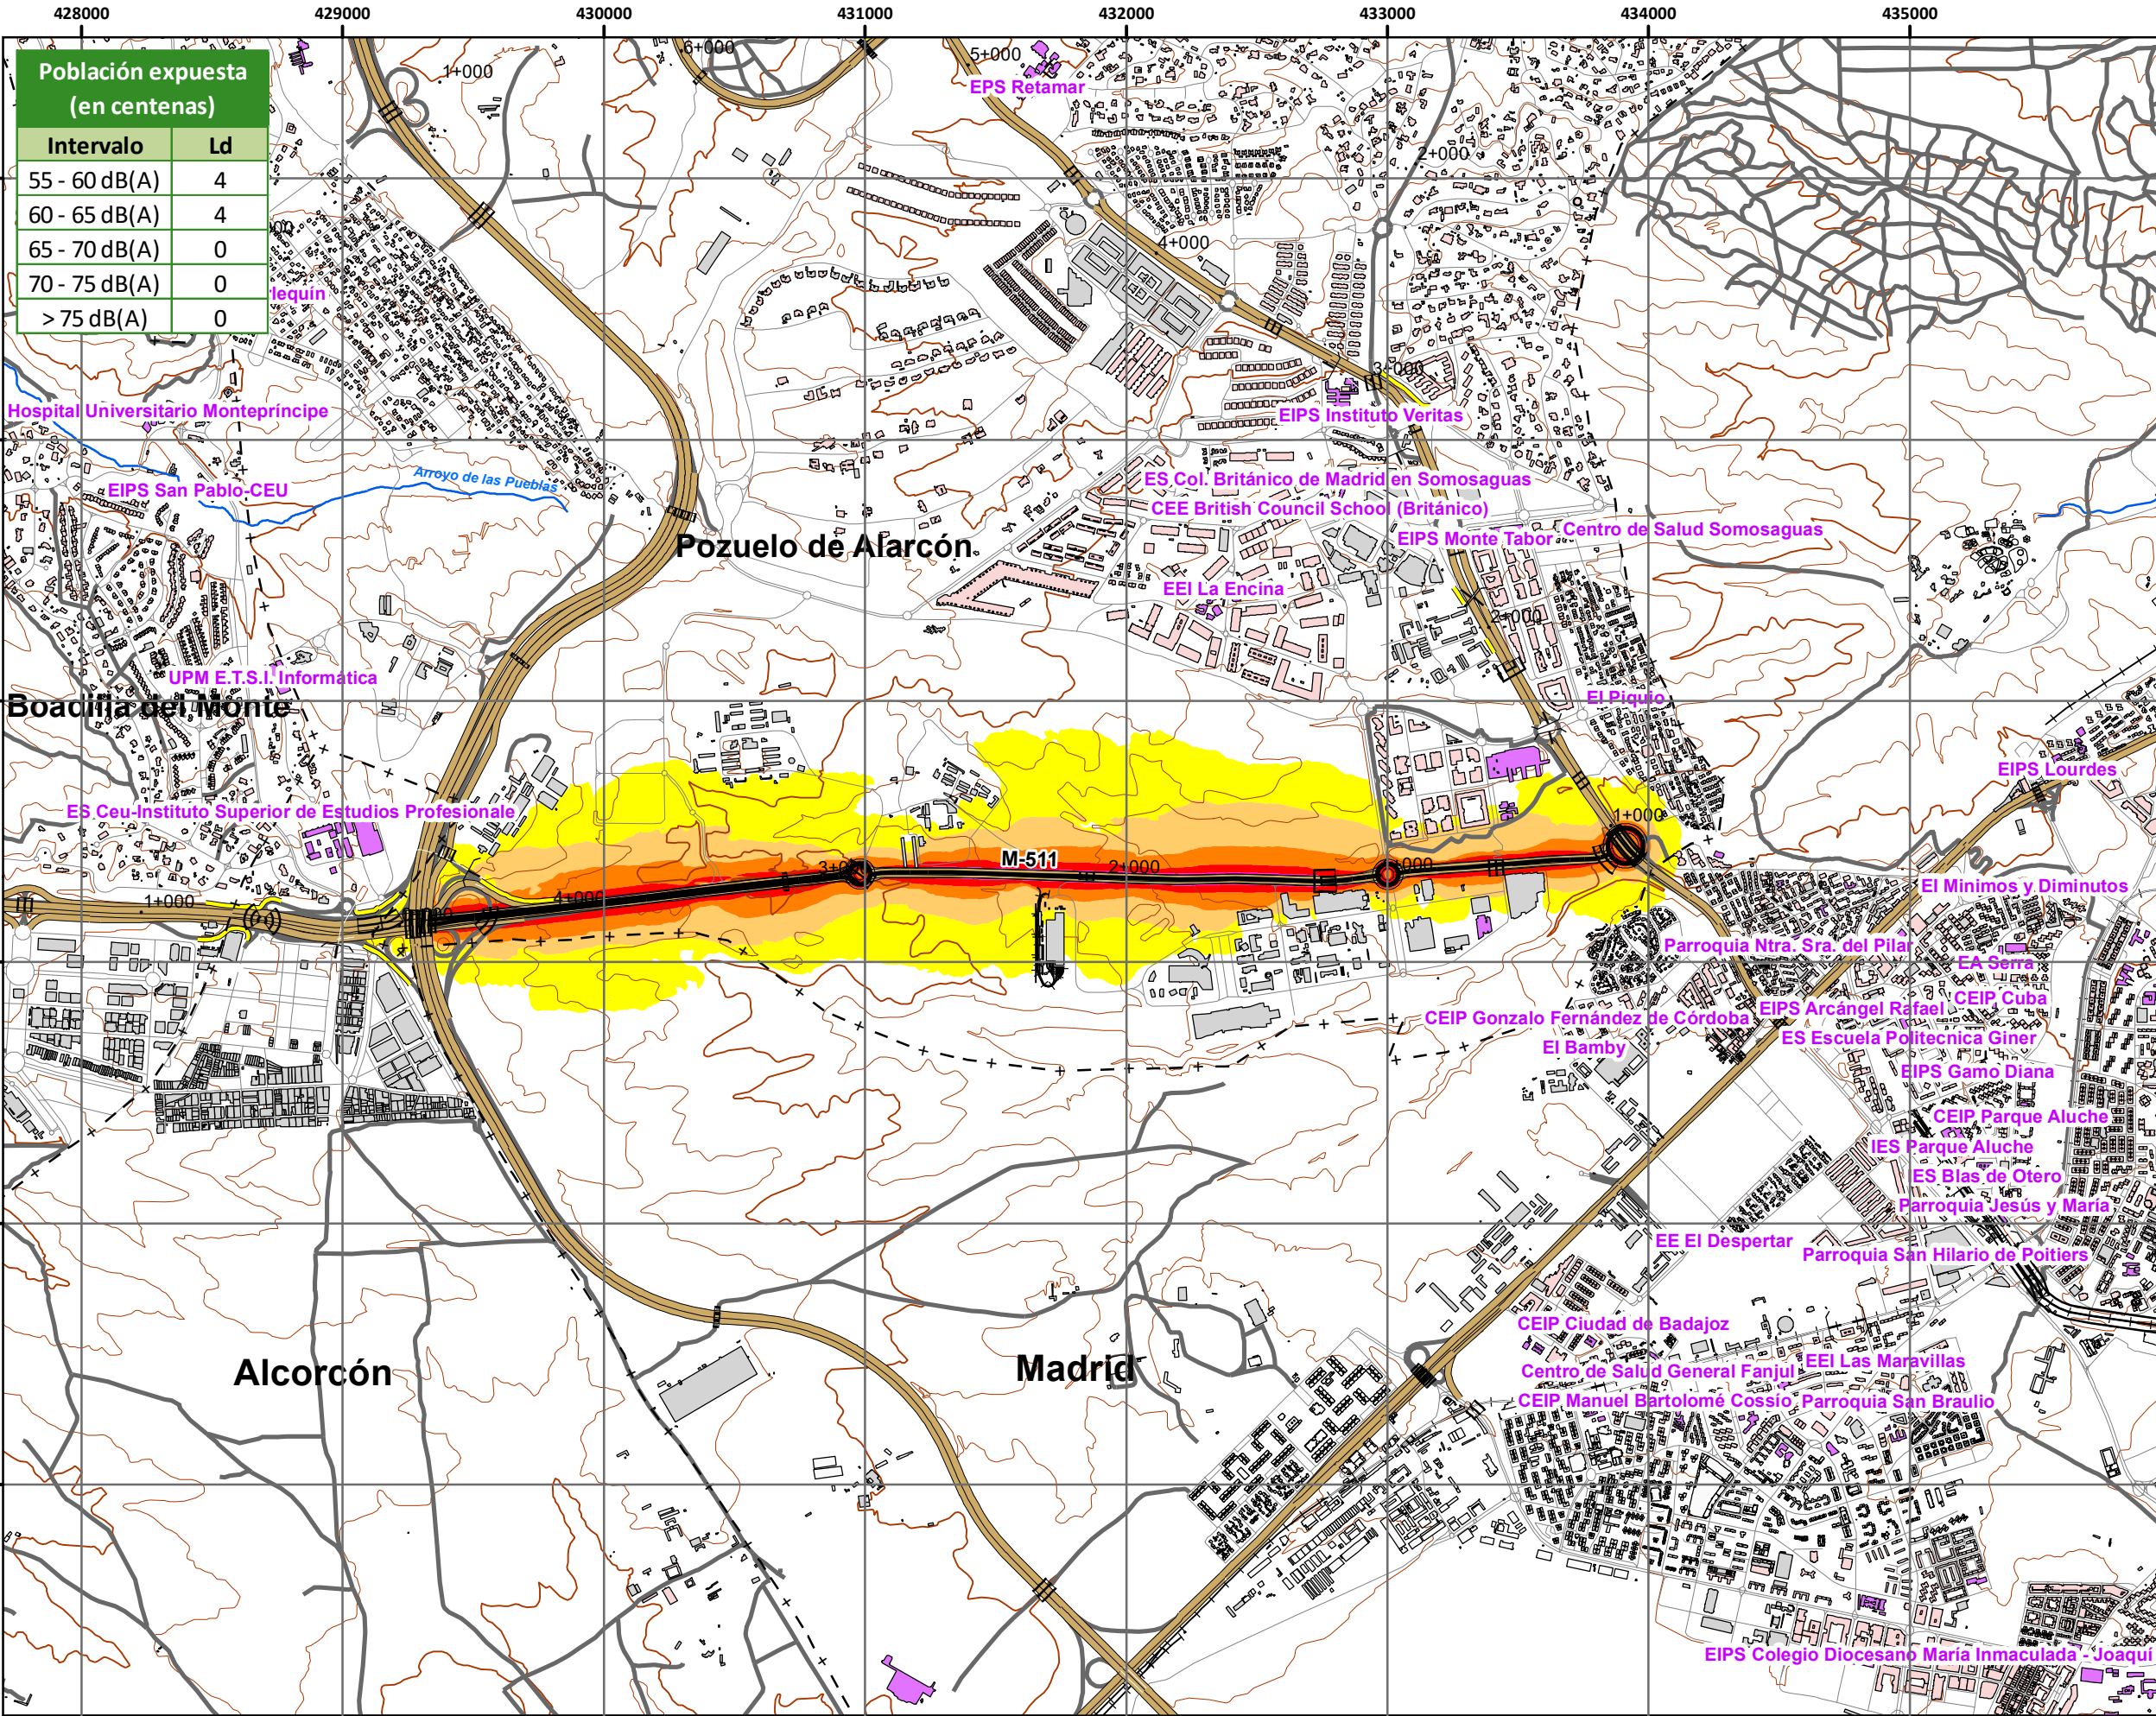 428000 429000 430000 431000 432000 433000 434000 435000
Población expuesta
(en centenas)
Intervalo Ld
55 - 60 dB(A) 4
60 - 65 dB(A) 4
65 - 70 dB(A) 0
70 - 75 dB(A) 0
> 75 dB(A) 0
6+000
5+000
1+000
EPS Retamar
2+000
4+000
lequín
3+000
Hospital Universitario Montepríncipe
EIPS Instituto Veritas
Arroyo de las Pueblas
ES Col. Británico de Madrid en Somosaguas
EIPS San Pablo-CEU
CEE British Council School (Británico)
Centro de Salud Somosaguas
EIPS Monte Tabor
Pozuelo de Alarcón
EEI La Encina
2+000
UPM E.T.S.I. Informática
EI Piquio
Boadilla del Monte
EIPS Lourdes
ES Ceu-Instituto Superior de Estudios Profesionale
1+000
M-511
2+000
EI Minimos y Diminutos
4+000
1+000
Parroquia Ntra. Sra. del Pilar
EA Serra
CEIP Cuba
EIPS Arcángel Rafael
CEIP Gonzalo Fernández de Córdoba
ES Escuela Politecnica Giner
EI Bamby
EIPS Gamo Diana
CEIP Parque Aluche
IES Parque Aluche
IES Blas de Otero
Parroquia Jesús y María
EE El Despertar
Parroquia San Hilario de Poitiers
CEIP Ciudad de Badajoz
Alcorcón
Madrid
EEI Las Maravillas
Centro de Salud General Fanjul
CEIP Manuel Bartolomé Cossío
Parroquia San Braulio
EIPS Colegio Diocesano María Inmaculada - Joaquí